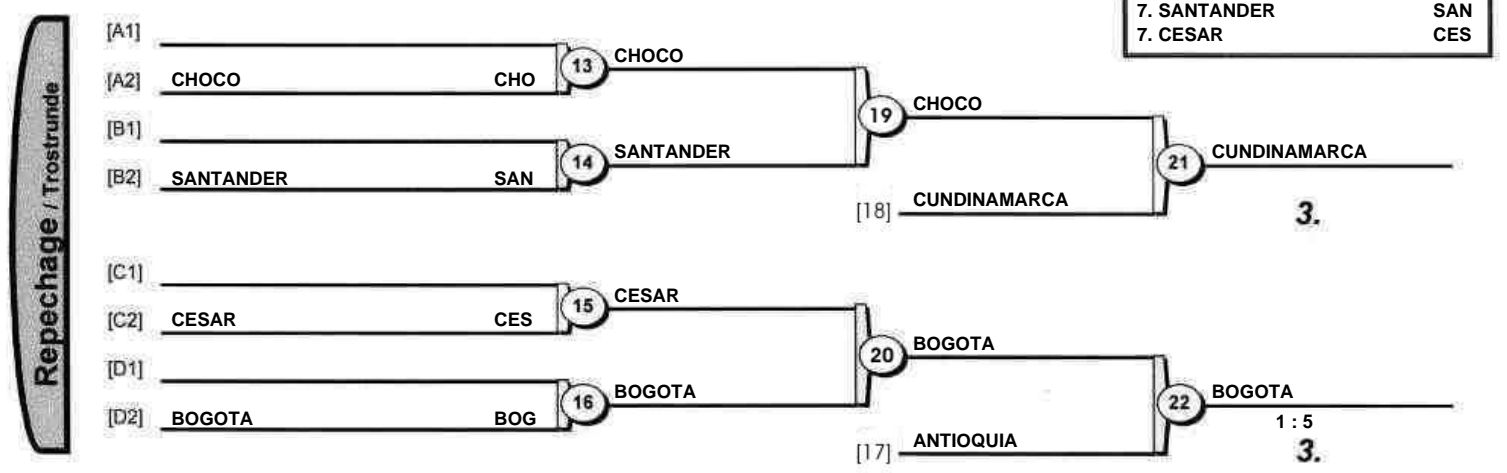 7. SANTANDER SAN
7. CESAR CES
Repechage / Trostrunde
[A1]
[A2] CHOCO CHO
13 CHOCO
[B1]
[B2] SANTANDER SAN
14 SANTANDER
19 CHOCO
[18] CUNDINAMARCA
21 CUNDINAMARCA
3.
[C1]
[C2] CESAR CES
15 CESAR
[D1]
[D2] BOGOTA BOG
16 BOGOTA
20 BOGOTA
[17] ANTIOQUIA
22 BOGOTA
1 : 5
3.